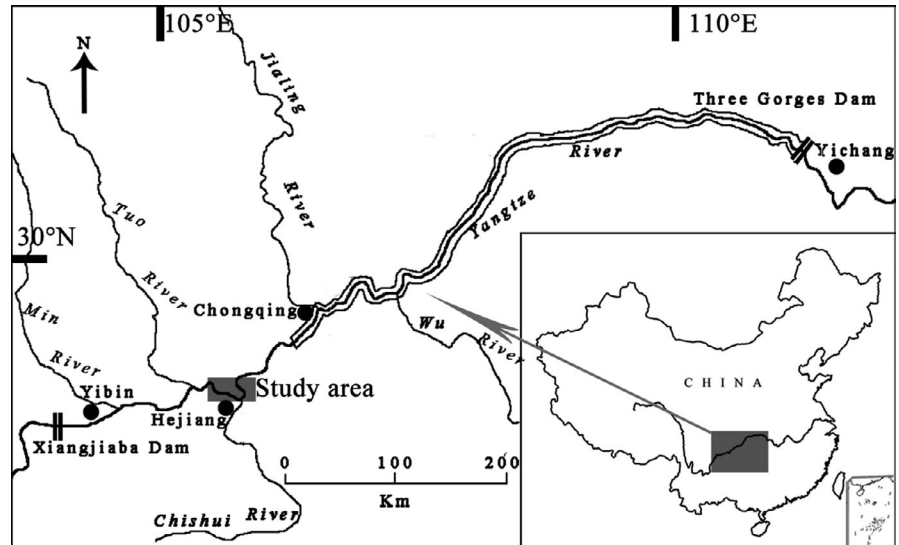 105°E
110°E
N
Jialing
River
Three Gorges Dam
River
Yichang
Yangtze
Tuo
River
30°N
Min
River
Chongqing
Wu
River
Study area
Yibin
Hejiang
Xiangjiaba Dam
CHINA
0 100 200
Km
Chishui River